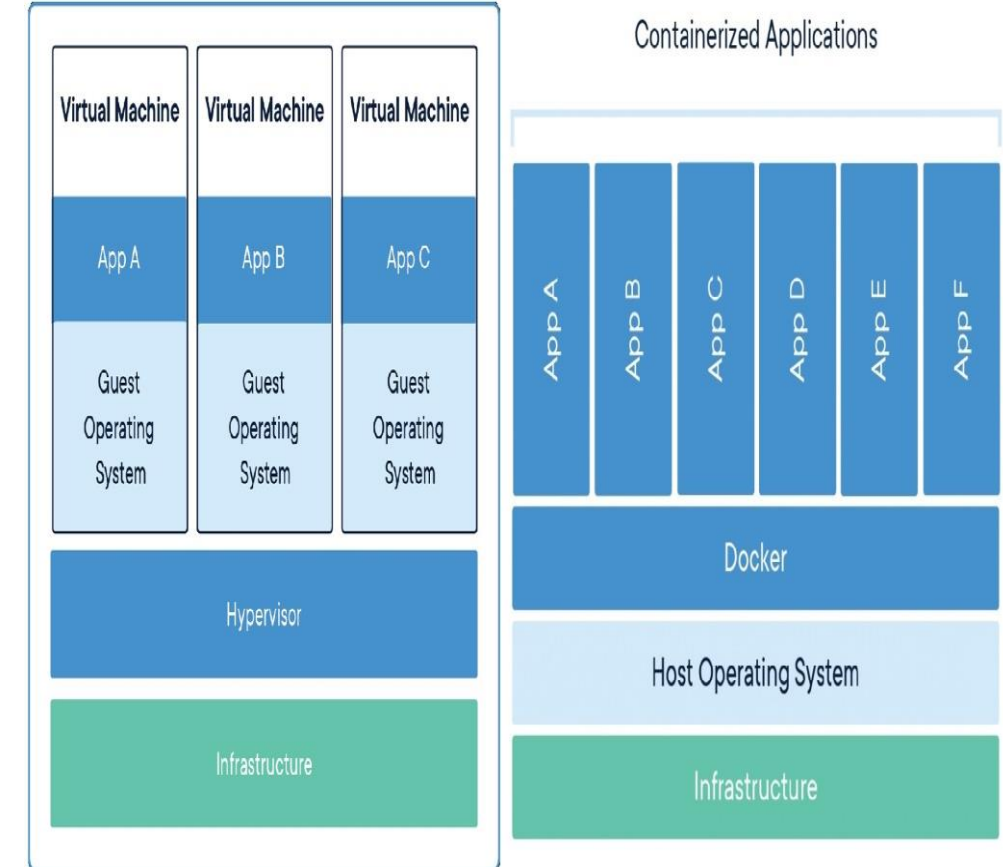 Virtual Machine
Virtual Machine
Virtual Machine
App A
App B
App C
Guest
Operating
System
Guest
Operating
System
Guest
Operating
System
Hypervisor
Infrastructure
Containerized Applications
App A
App B
App C
App D
App E
App F
Docker
Host Operating System
Infrastructure